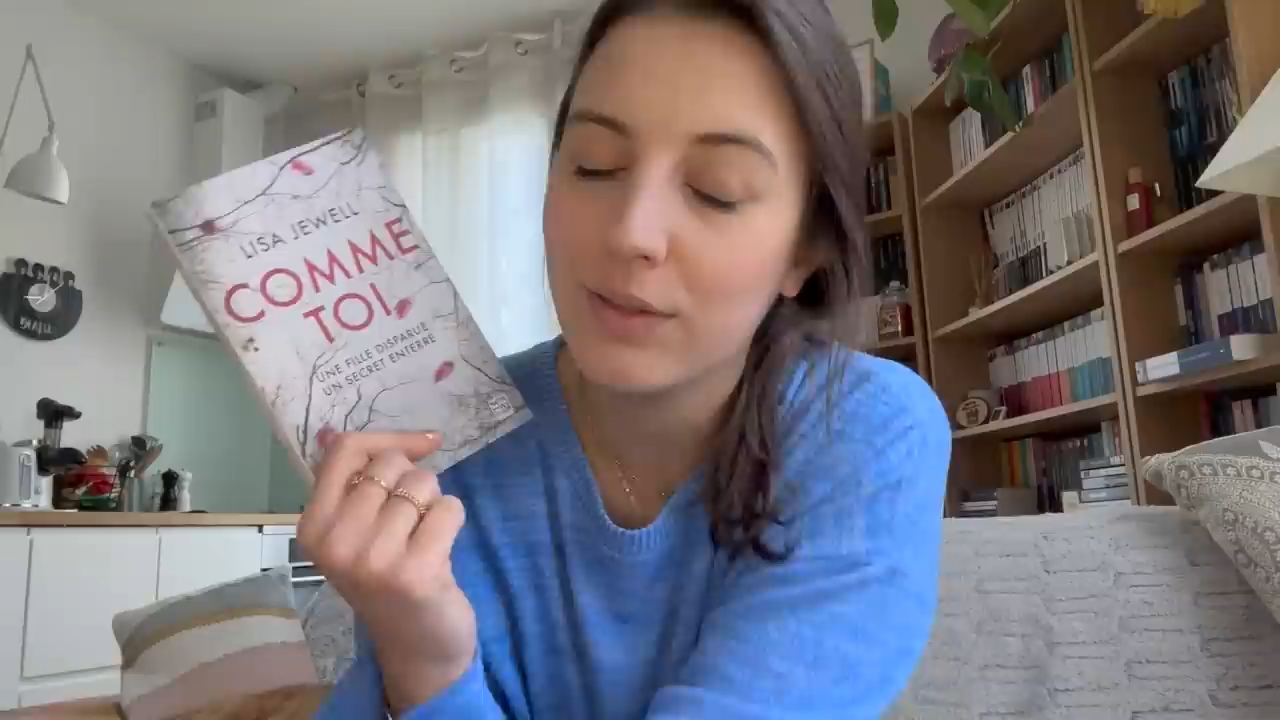 LISA JEWELL
COMME
TOI
UNE FILLE DISPARUE
UN SECRET ENTERRÉ